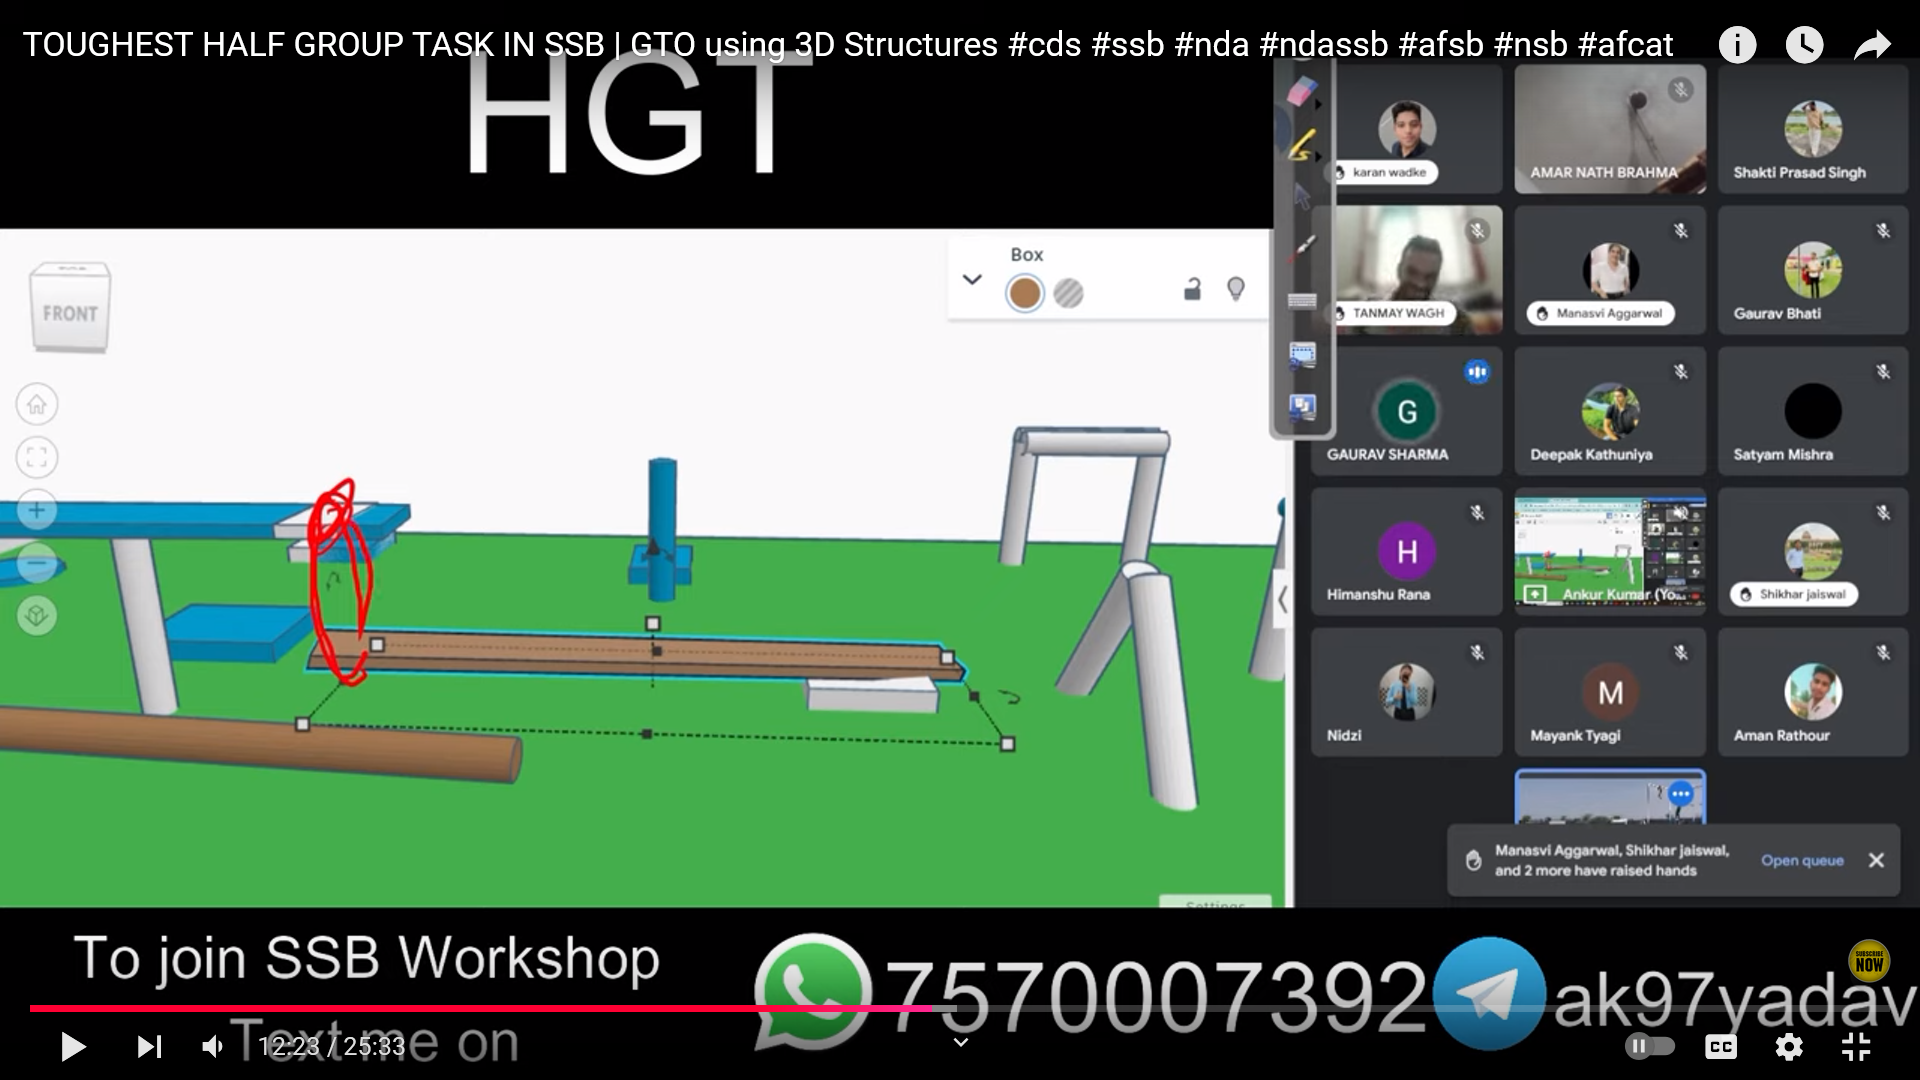 TOUGHEST HALF GROUP TASK IN SSB | GTO using 3D Structures #cds #ssb #nda #ndassb #afsb #nsb #afcat
HGT
Box
FRONT
karan wadke
AMAR NATH BRAHMA
Shakti Prasad Singh
TANMAY WAGH
Manasvi Aggarwal
Gaurav Bhati
G
GAURAV SHARMA
Deepak Kathuniya
Satyam Mishra
H
Himanshu Rana
Ankur Kumar (Yo...
Shikhar jaiswal
Nidzi
M
Mayank Tyagi
Aman Rathour
Manasvi Aggarwal, Shikhar jaiswal,
and 2 more have raised hands
Open queue
Settings
To join SSB Workshop
Text me on
7570007392
ak97yadav
SUBSCRIBE
NOW
12:23 / 25:33
CC